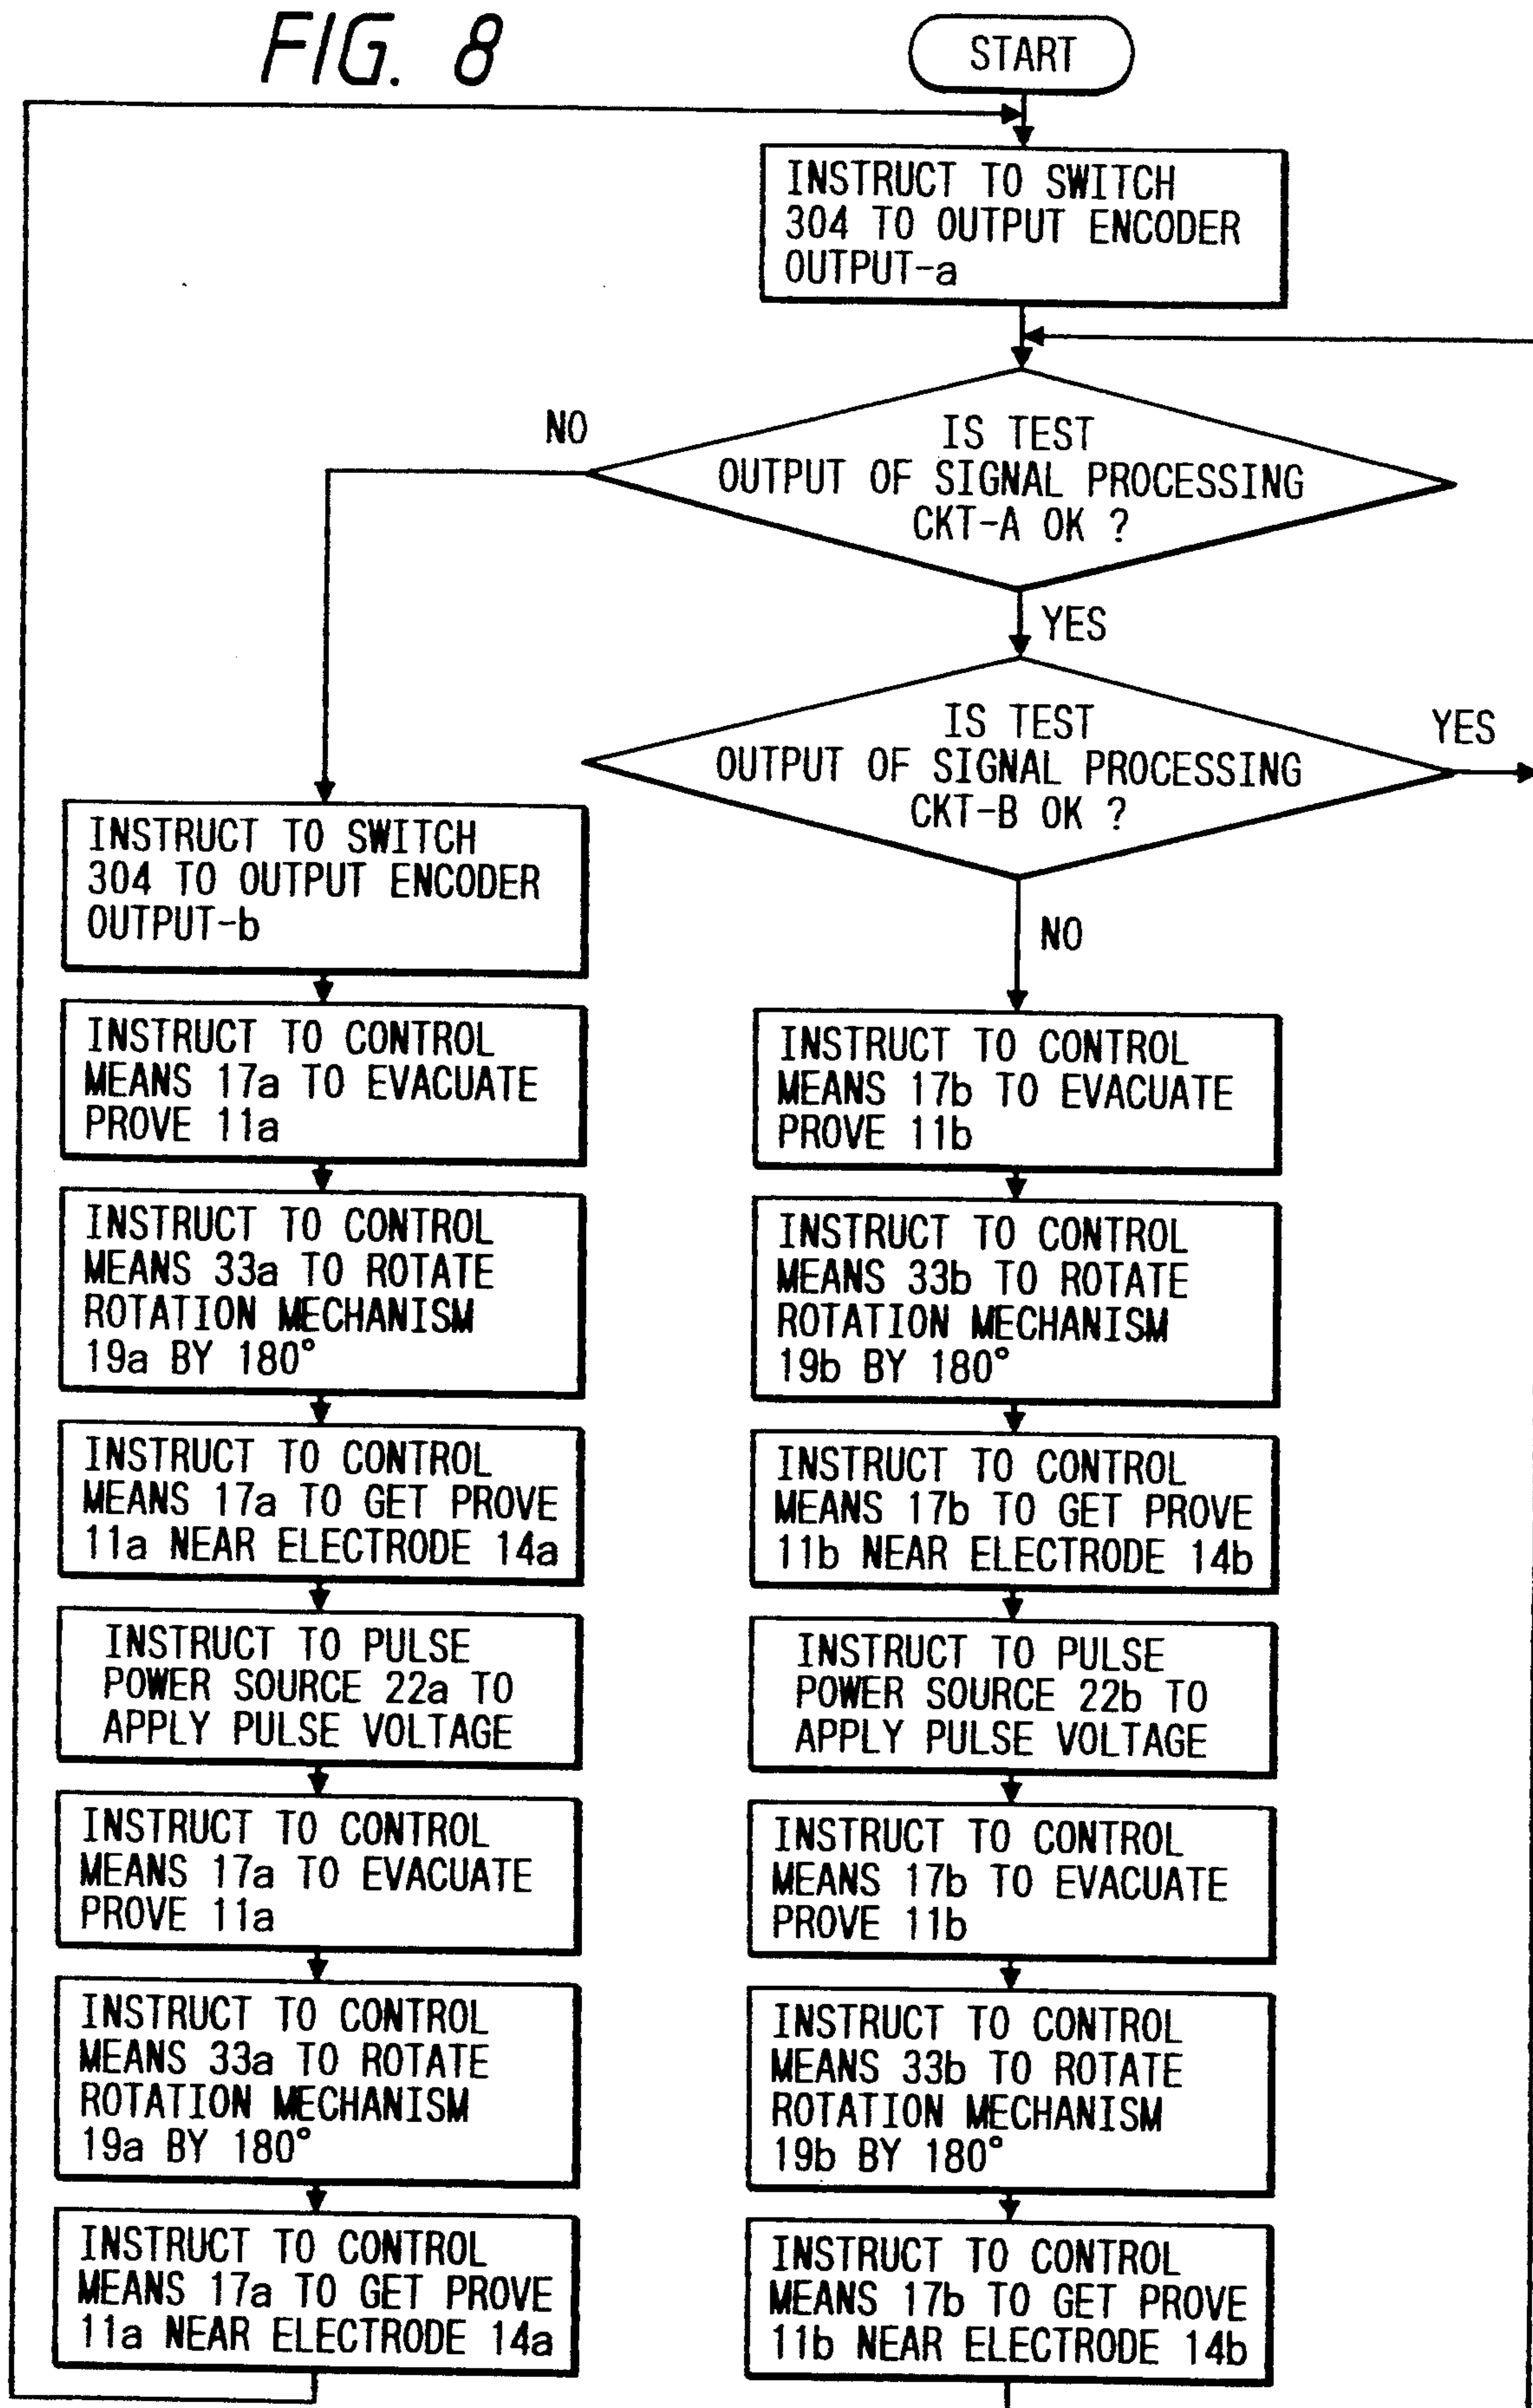 FIG. 8
START
INSTRUCT TO SWITCH
304 TO OUTPUT ENCODER
OUTPUT-a
IS TEST
OUTPUT OF SIGNAL PROCESSING
CKT-A OK ?
NO
YES
IS TEST
OUTPUT OF SIGNAL PROCESSING
CKT-B OK ?
YES
NO
INSTRUCT TO SWITCH
304 TO OUTPUT ENCODER
OUTPUT-b
INSTRUCT TO CONTROL
MEANS 17a TO EVACUATE
PROVE 11a
INSTRUCT TO CONTROL
MEANS 33a TO ROTATE
ROTATION MECHANISM
19a BY 180°
INSTRUCT TO CONTROL
MEANS 17a TO GET PROVE
11a NEAR ELECTRODE 14a
INSTRUCT TO PULSE
POWER SOURCE 22a TO
APPLY PULSE VOLTAGE
INSTRUCT TO CONTROL
MEANS 17a TO EVACUATE
PROVE 11a
INSTRUCT TO CONTROL
MEANS 33a TO ROTATE
ROTATION MECHANISM
19a BY 180°
INSTRUCT TO CONTROL
MEANS 17a TO GET PROVE
11a NEAR ELECTRODE 14a
INSTRUCT TO CONTROL
MEANS 17b TO EVACUATE
PROVE 11b
INSTRUCT TO CONTROL
MEANS 33b TO ROTATE
ROTATION MECHANISM
19b BY 180°
INSTRUCT TO CONTROL
MEANS 17b TO GET PROVE
11b NEAR ELECTRODE 14b
INSTRUCT TO PULSE
POWER SOURCE 22b TO
APPLY PULSE VOLTAGE
INSTRUCT TO CONTROL
MEANS 17b TO EVACUATE
PROVE 11b
INSTRUCT TO CONTROL
MEANS 33b TO ROTATE
ROTATION MECHANISM
19b BY 180°
INSTRUCT TO CONTROL
MEANS 17b TO GET PROVE
11b NEAR ELECTRODE 14b